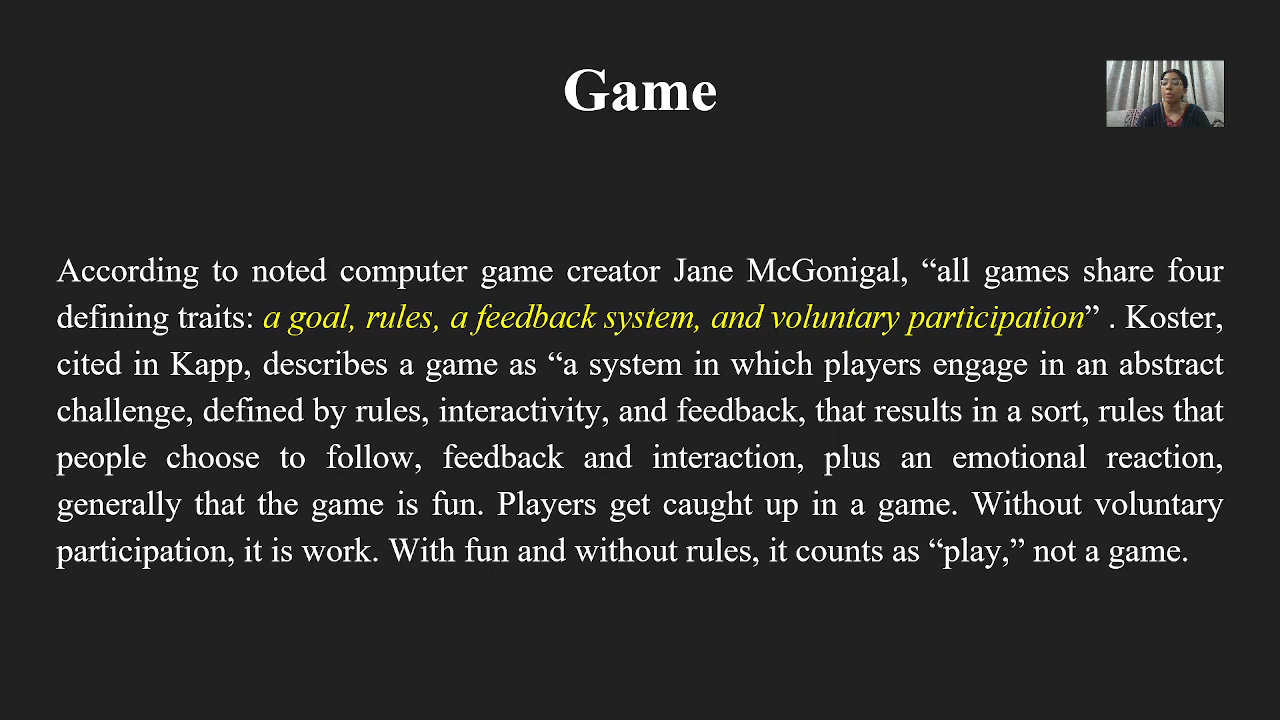 Game
According to noted computer game creator Jane McGonigal, “all games share four
defining traits: a goal, rules, a feedback system, and voluntary participation” . Koster,
cited in Kapp, describes a game as “a system in which players engage in an abstract
challenge, defined by rules, interactivity, and feedback, that results in a sort, rules that
people choose to follow, feedback and interaction, plus an emotional reaction,
generally that the game is fun. Players get caught up in a game. Without voluntary
participation, it is work. With fun and without rules, it counts as “play,” not a game.